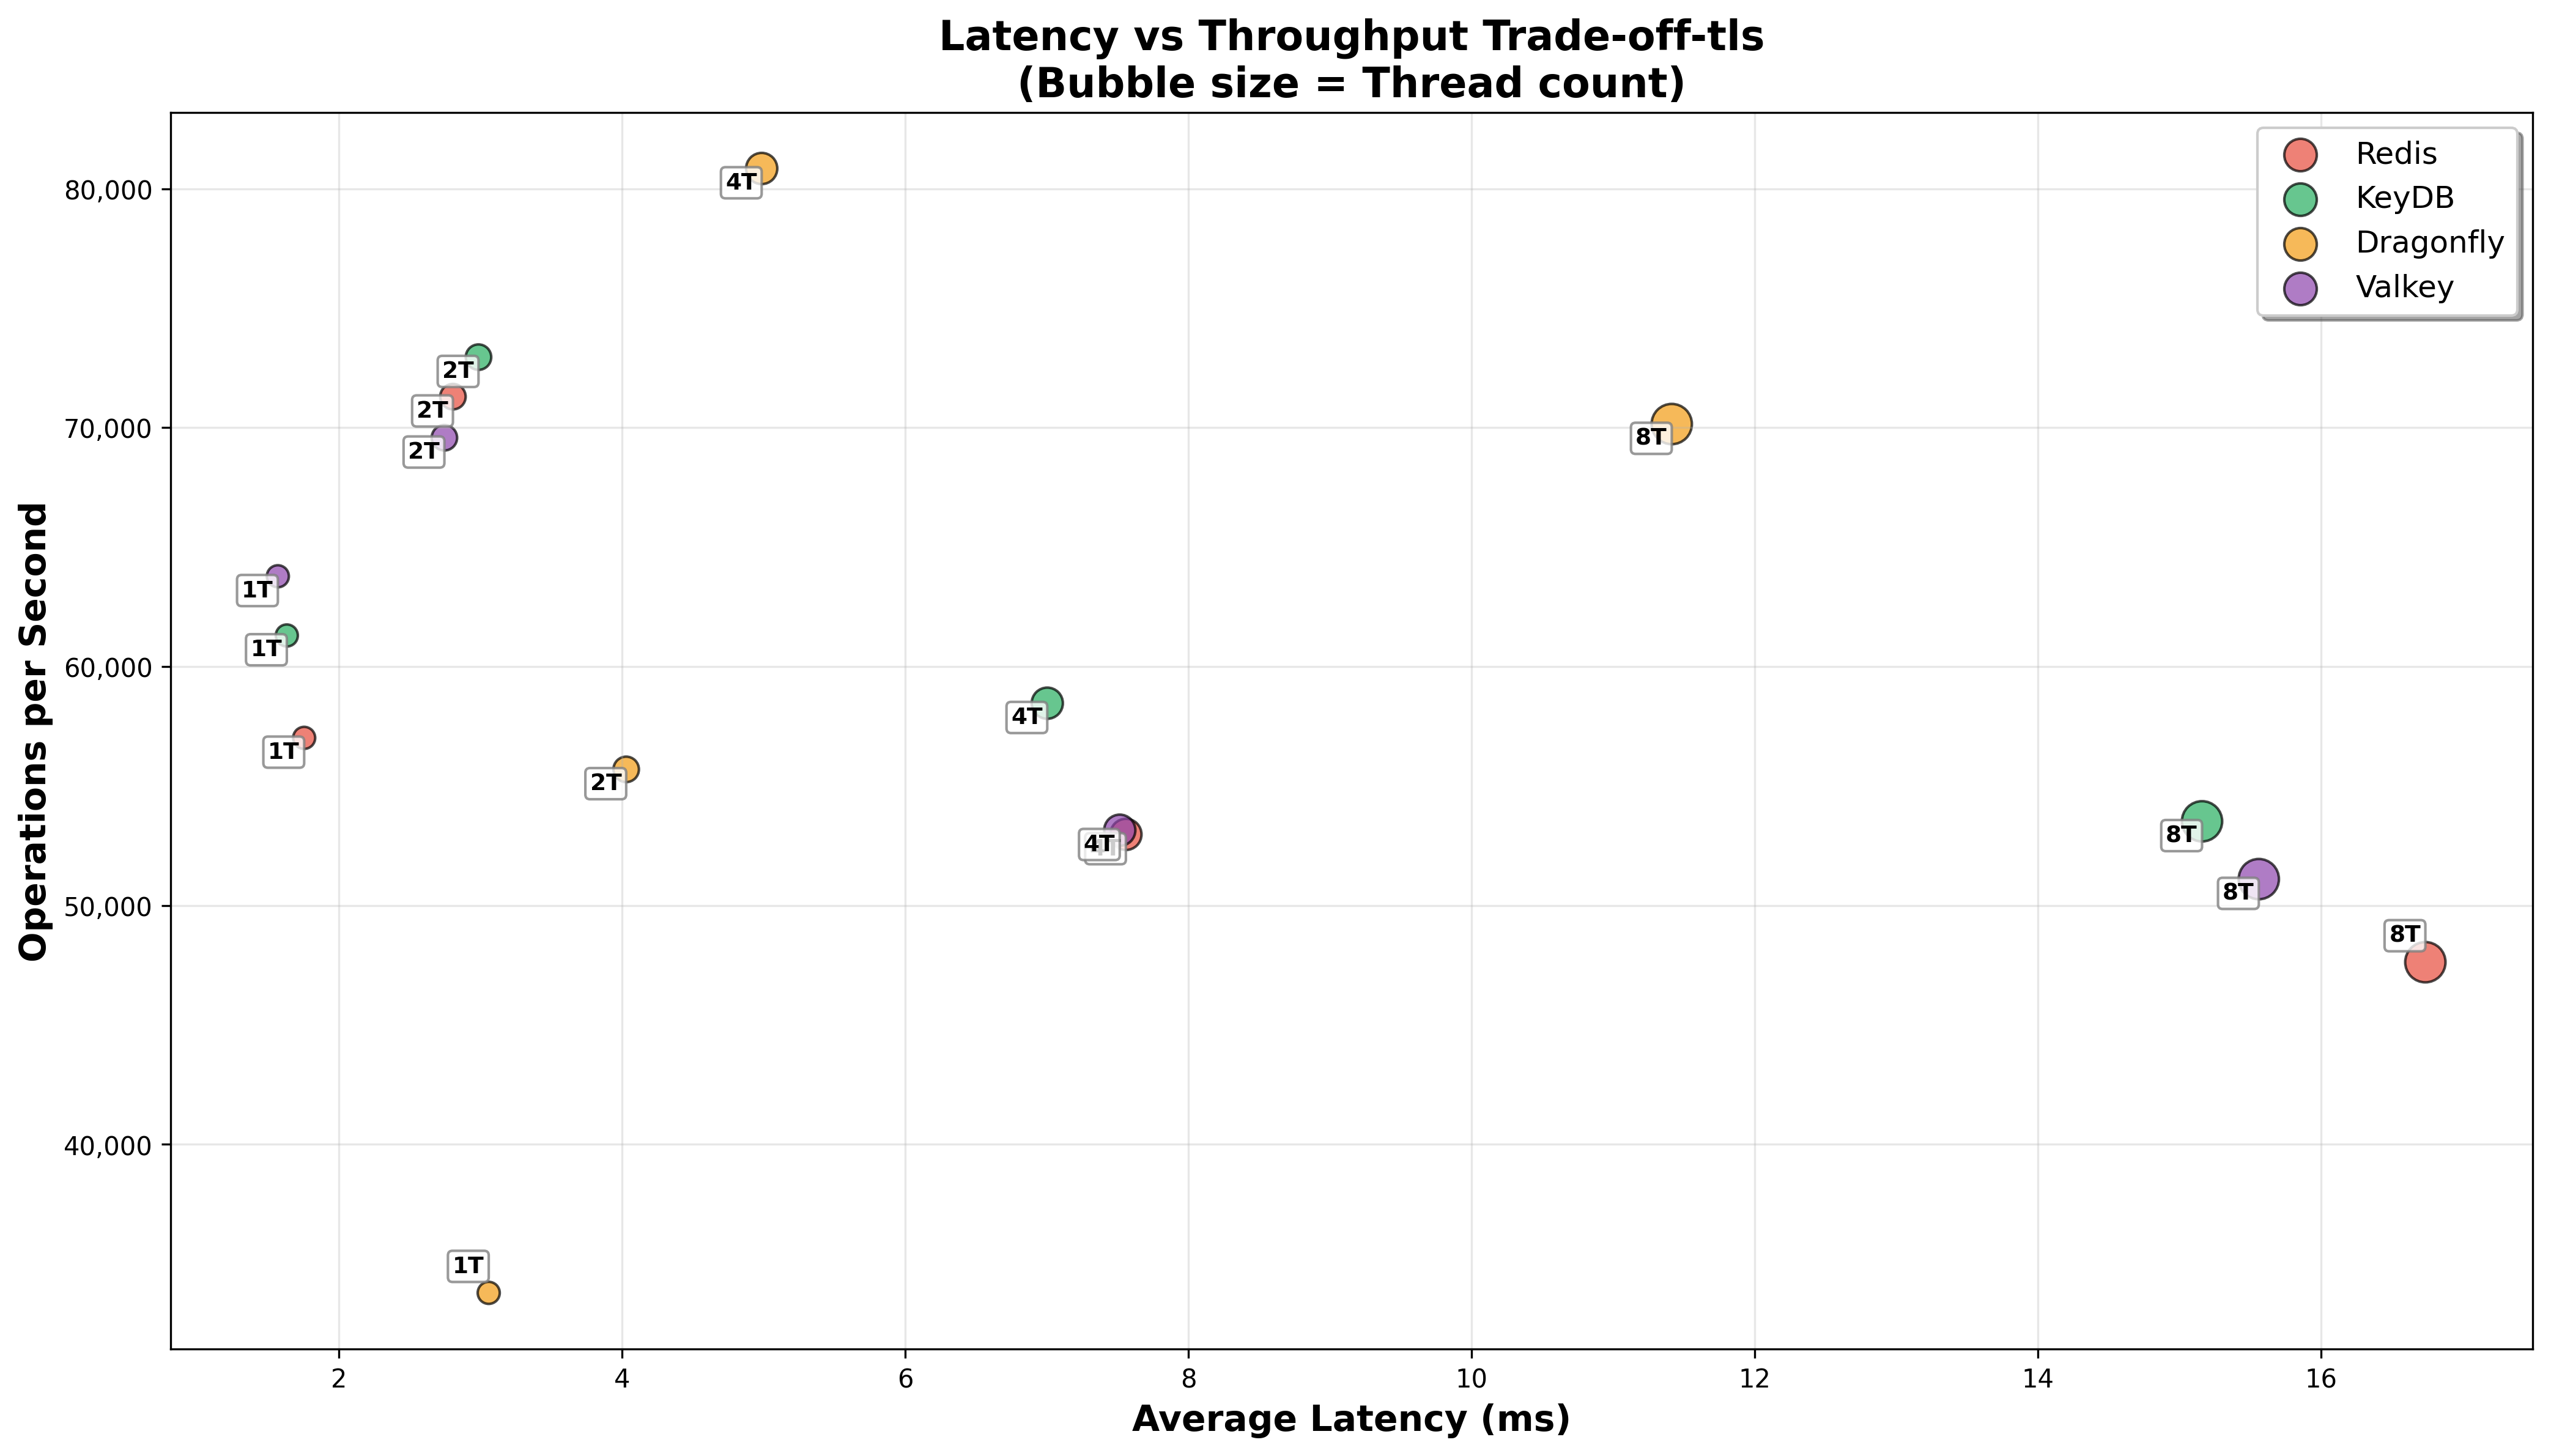 Latency vs Throughput Trade-off-tls
(Bubble size = Thread count)
Redis
KeyDB
Dragonfly
Valkey
Operations per Second
80,000
70,000
60,000
50,000
40,000
4T
2T
2T
2T
8T
1T
1T
1T
4T
2T
4T
8T
8T
8T
1T
2
4
6
8
10
12
14
16
Average Latency (ms)